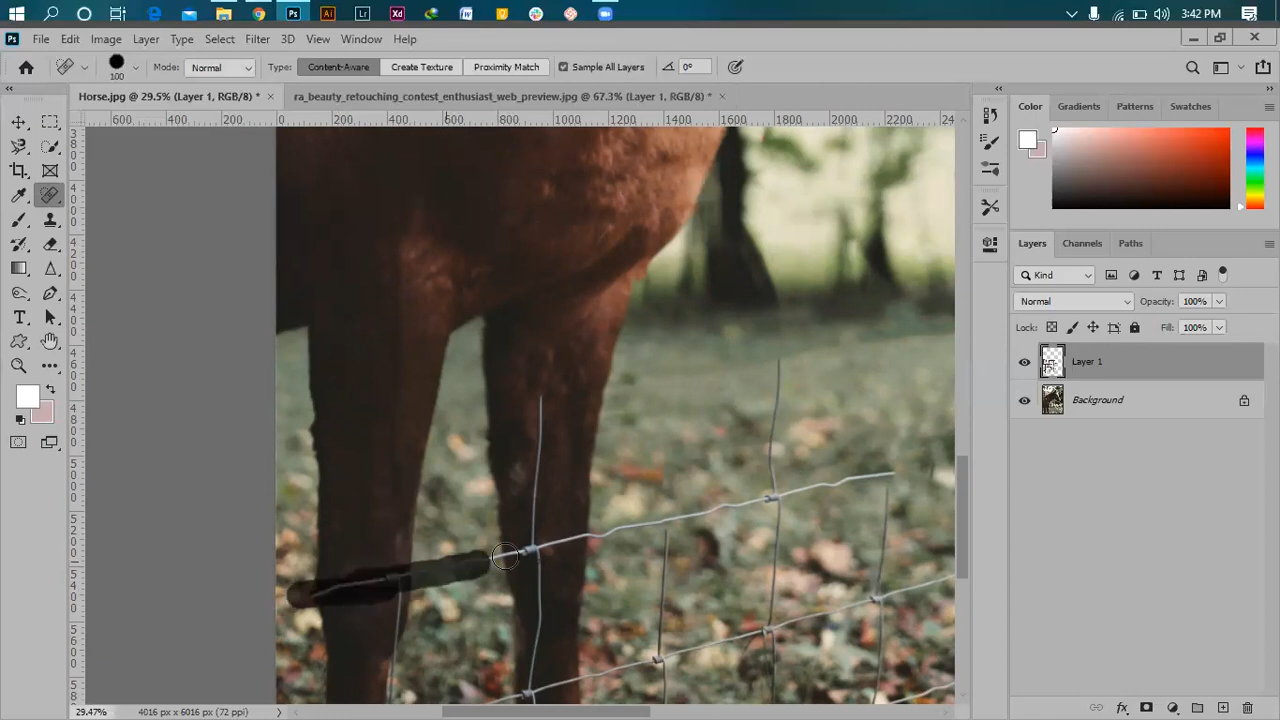 3:42 PM
Ps File Edit Image Layer Type Select Filter 3D View Window Help
100 Mode: Normal Type: Content-Aware Create Texture Proximity Match Sample All Layers 0°
Horse.jpg @ 29.5% (Layer 1, RGB/8) * × ra_beauty_retouching_contest_enthusiast_web_preview.jpg @ 67.3% (Layer 1, RGB/8) * ×
600 400 200 0 200 400 600 800 1000 1200 1400 1600 1800 2000 2200 24
Color Gradients Patterns Swatches
Layers Channels Paths
Kind
Normal Opacity: 100%
Lock: Fill: 100%
Layer 1
Background
29.47% 4016 px x 6016 px (72 ppi)